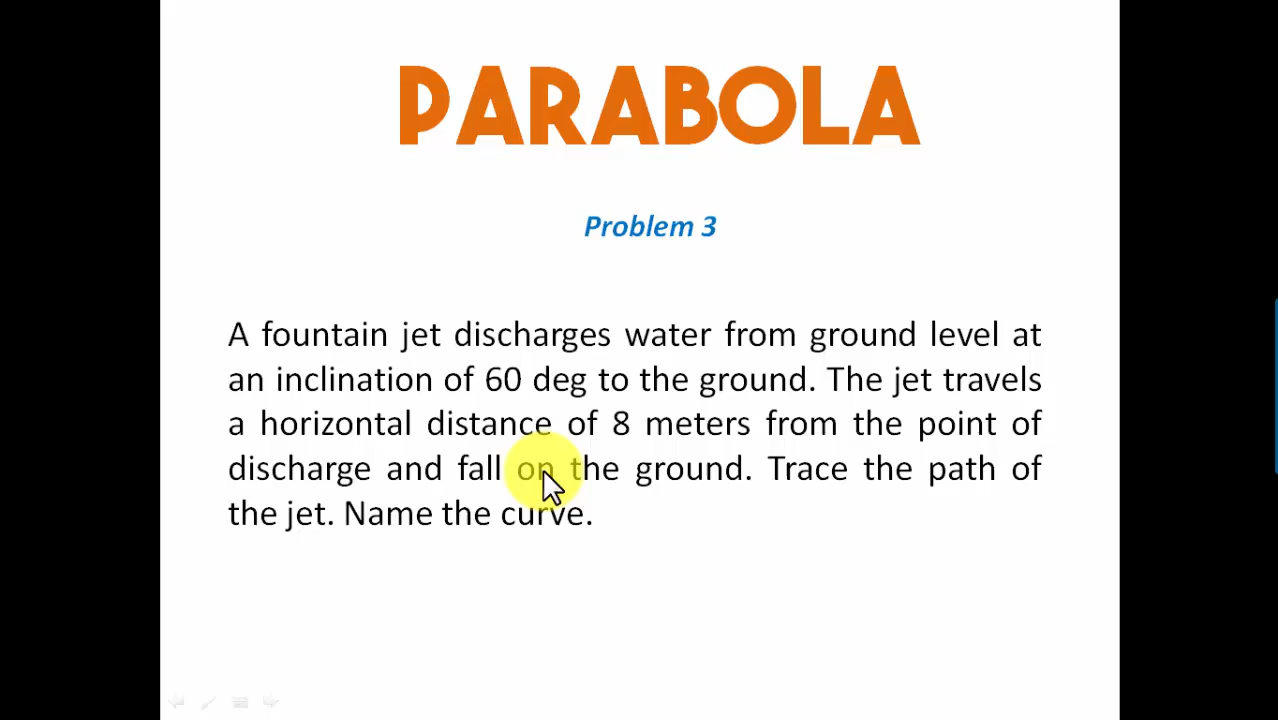 PARABOLA
Problem 3
A fountain jet discharges water from ground level at
an inclination of 60 deg to the ground. The jet travels
a horizontal distance of 8 meters from the point of
discharge and fall on the ground. Trace the path of
the jet. Name the curve.